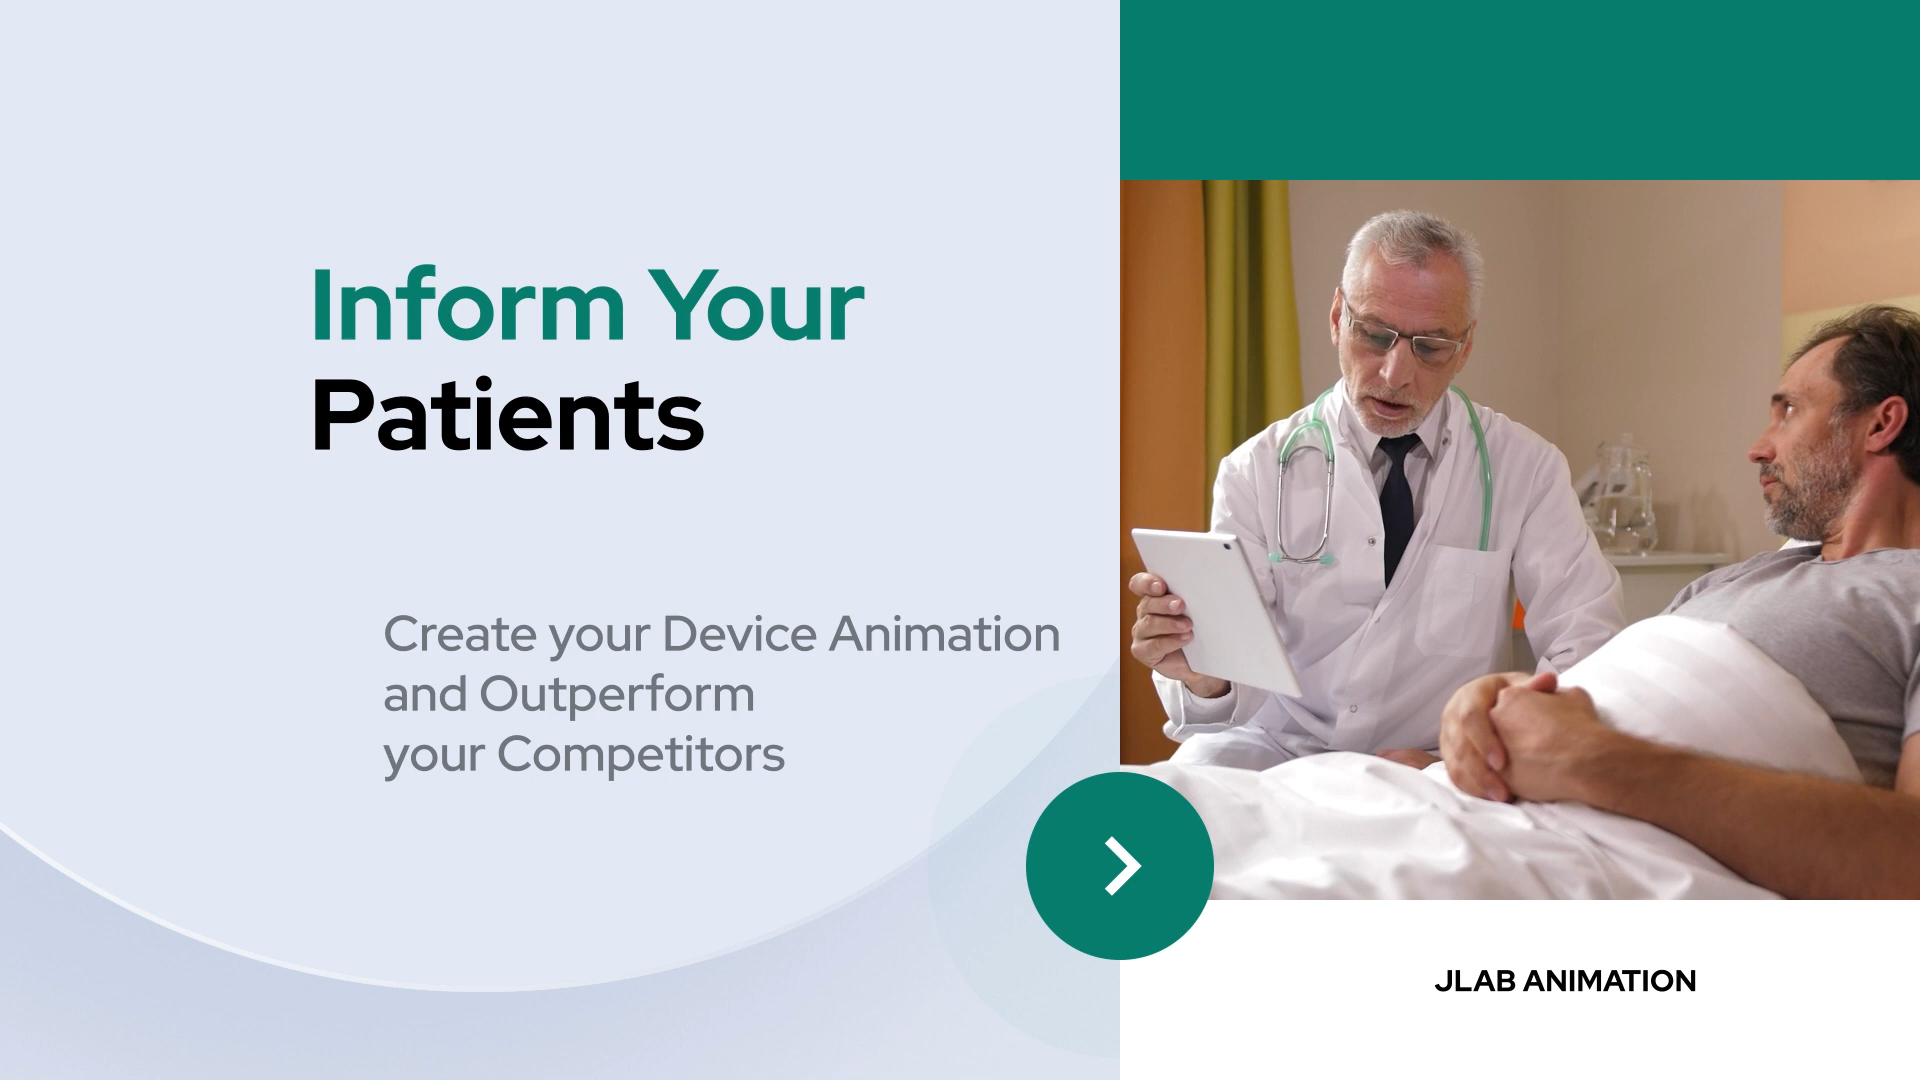 Inform Your
Patients
Create your Device Animation
and Outperform
your Competitors
JLAB ANIMATION